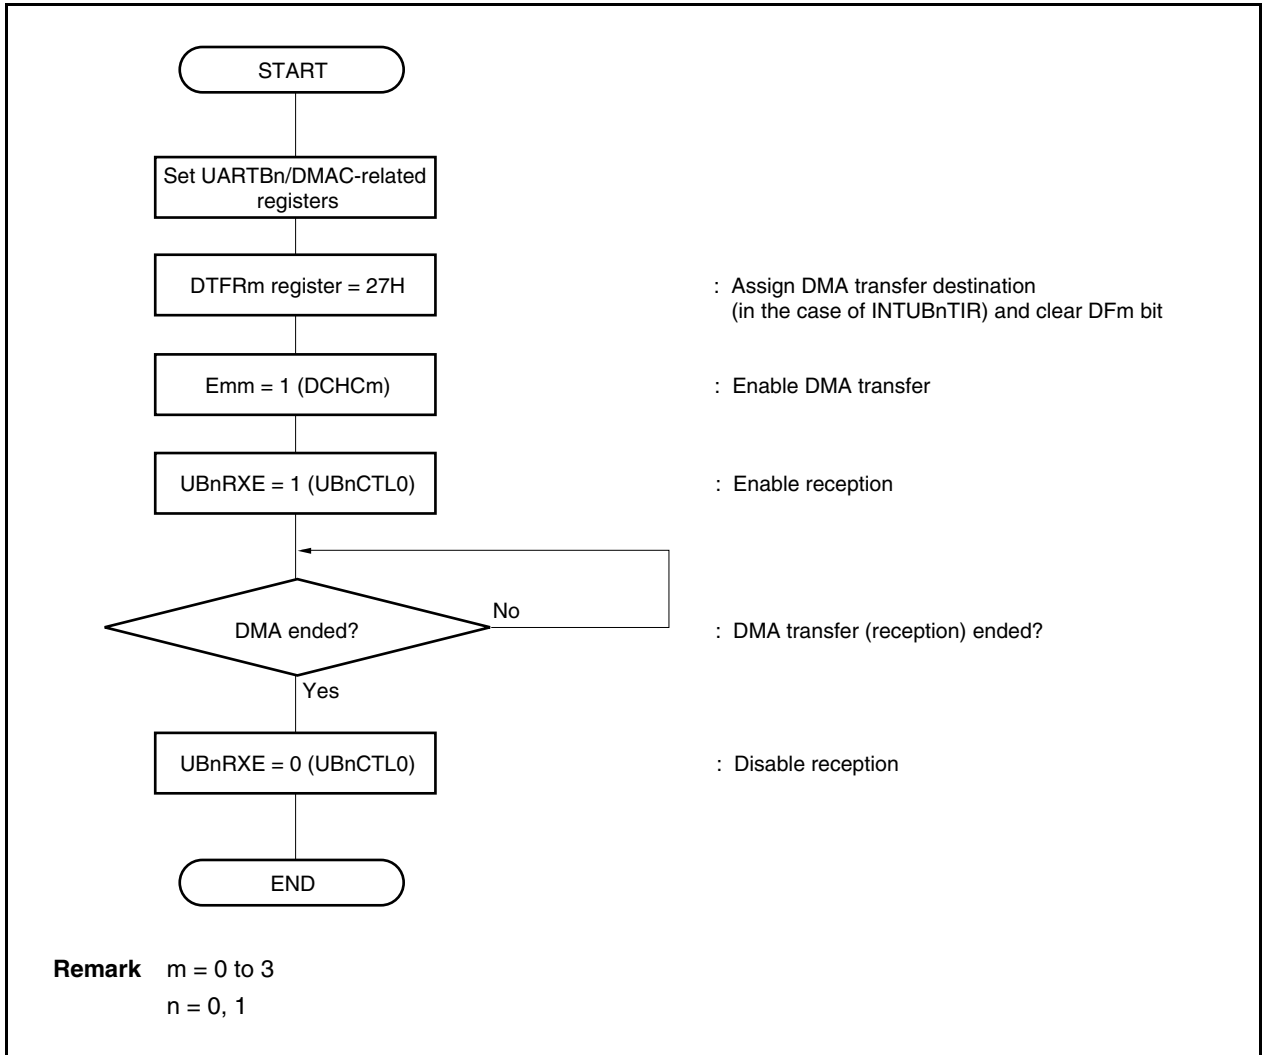 START
Set UARTBn/DMAC-related
registers
DTFRm register = 27H
: Assign DMA transfer destination
(in the case of INTUBnTIR) and clear DFm bit
Emm = 1 (DCHCm)
: Enable DMA transfer
UBnRXE = 1 (UBnCTL0)
: Enable reception
No
DMA ended?
: DMA transfer (reception) ended?
Yes
UBnRXE = 0 (UBnCTL0)
: Disable reception
END
Remark m = 0 to 3
n = 0, 1